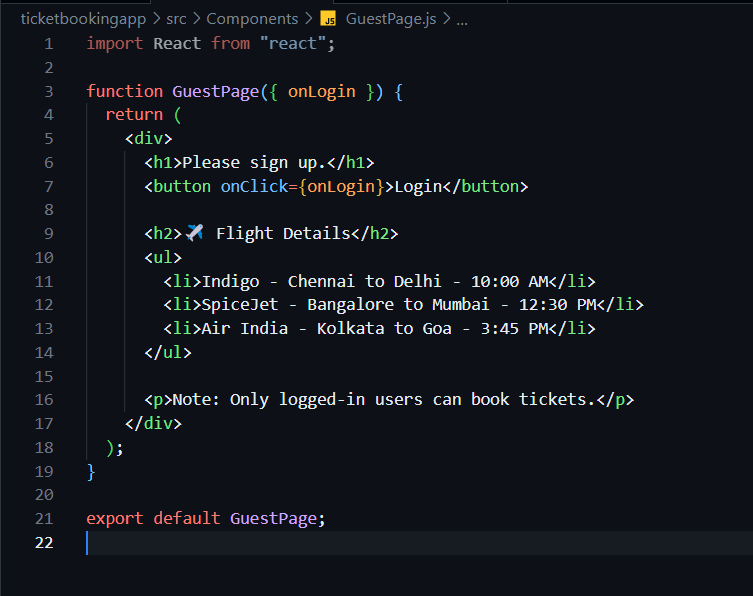 ticketbookingapp > src > Components > JS GuestPage.js > ...
1 import React from "react";
2
3 function GuestPage({ onLogin }) {
4   return (
5     <div>
6       <h1>Please sign up.</h1>
7       <button onClick={onLogin}>Login</button>
8
9       <h2>✈️ Flight Details</h2>
10       <ul>
11         <li>Indigo - Chennai to Delhi - 10:00 AM</li>
12         <li>SpiceJet - Bangalore to Mumbai - 12:30 PM</li>
13         <li>Air India - Kolkata to Goa - 3:45 PM</li>
14       </ul>
15
16       <p>Note: Only logged-in users can book tickets.</p>
17     </div>
18   );
19 }
20
21 export default GuestPage;
22